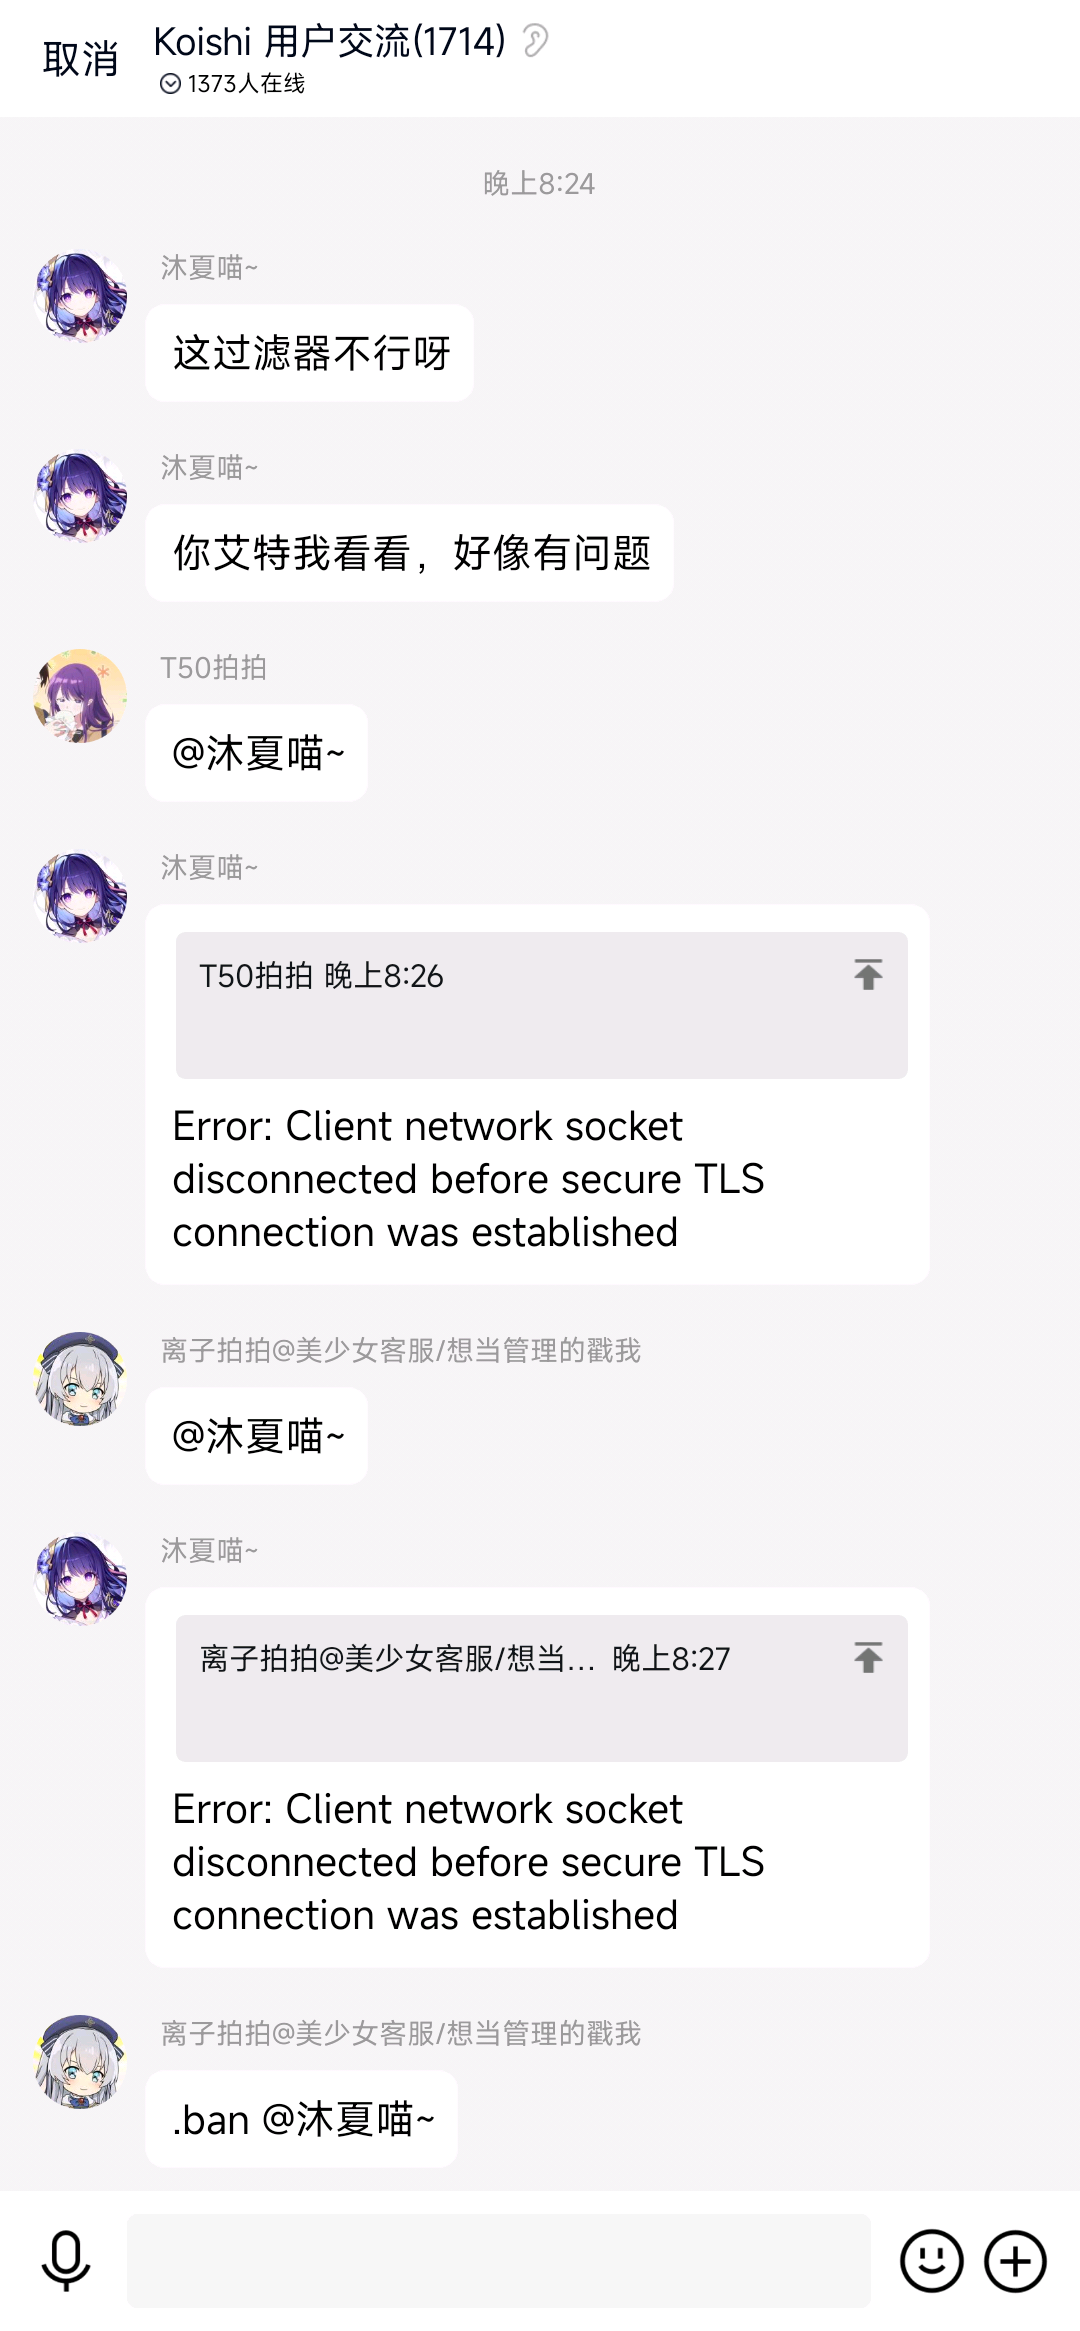 取消
Koishi 用户交流(1714)
1373人在线
晚上8:24
沐夏喵~
这过滤器不行呀
沐夏喵~
你艾特我看看，好像有问题
T50拍拍
@沐夏喵~
沐夏喵~
T50拍拍 晚上8:26
Error: Client network socket
disconnected before secure TLS
connection was established
离子拍拍@美少女客服/想当管理的戳我
@沐夏喵~
沐夏喵~
离子拍拍@美少女客服/想当... 晚上8:27
Error: Client network socket
disconnected before secure TLS
connection was established
离子拍拍@美少女客服/想当管理的戳我
.ban @沐夏喵~